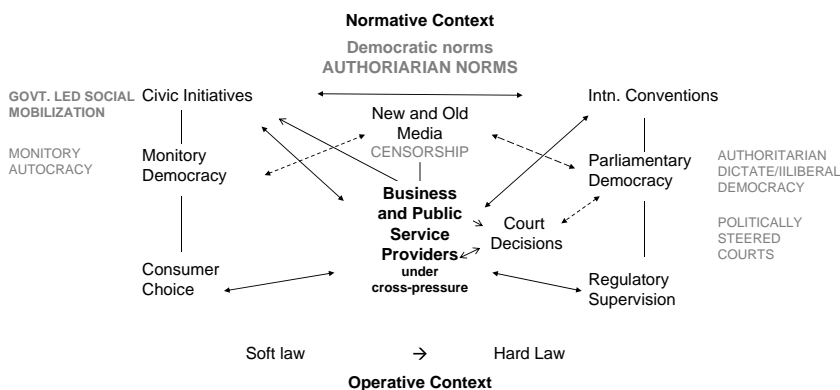 Normative Context
Democratic norms
AUTHORIARIAN NORMS
GOVT. LED SOCIAL
MOBILIZATION
Civic Initiatives
Intn. Conventions
New and Old
Media
CENSORSHIP
MONITORY
AUTOCRACY
Monitory
Democracy
Parliamentary
Democracy
AUTHORITARIAN
DICTATE/IILIBERAL
DEMOCRACY
Business
and Public
Service
Providers
under
cross-pressure
Court
Decisions
POLITICALLY
STEERED
COURTS
Consumer
Choice
Regulatory
Supervision
Soft law → Hard Law
Operative Context